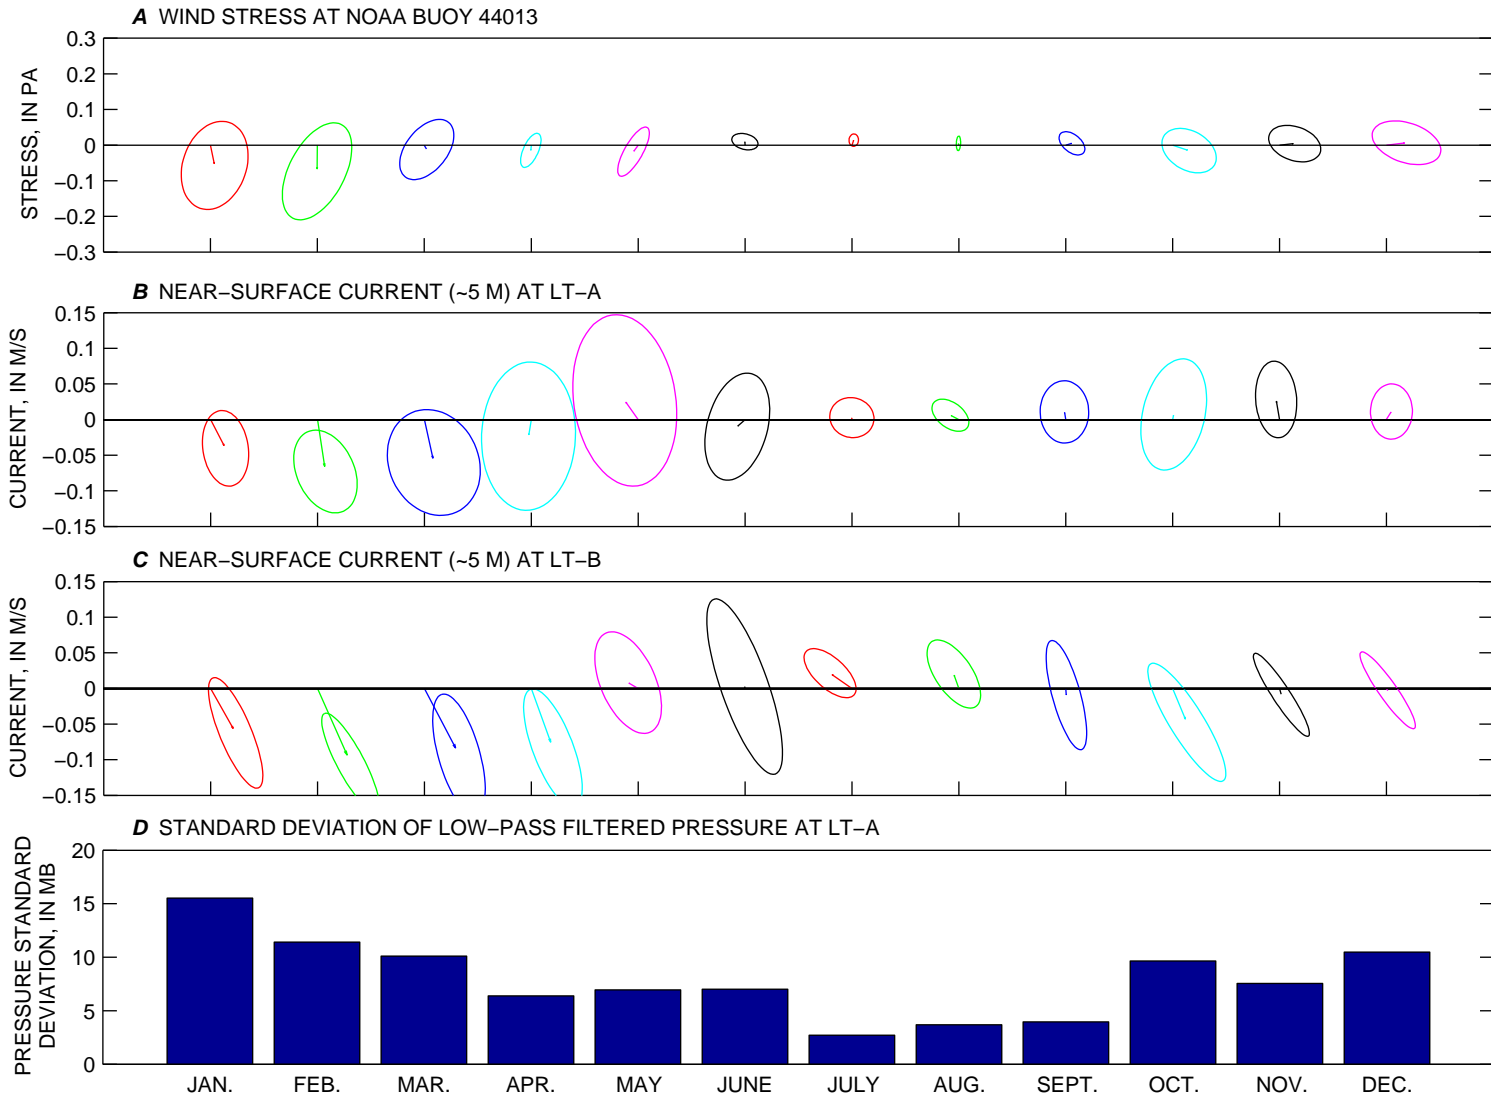 A WIND STRESS AT NOAA BUOY 44013
0.3
0.2
0.1
0
−0.1
−0.2
−0.3
STRESS, IN PA
B NEAR−SURFACE CURRENT (~5 M) AT LT−A
0.15
0.1
0.05
0
−0.05
−0.1
−0.15
CURRENT, IN M/S
C NEAR−SURFACE CURRENT (~5 M) AT LT−B
0.15
0.1
0.05
0
−0.05
−0.1
−0.15
CURRENT, IN M/S
D STANDARD DEVIATION OF LOW−PASS FILTERED PRESSURE AT LT−A
20
15
10
5
0
PRESSURE STANDARD
DEVIATION, IN MB
JAN. FEB. MAR. APR. MAY JUNE JULY AUG. SEPT. OCT. NOV. DEC.